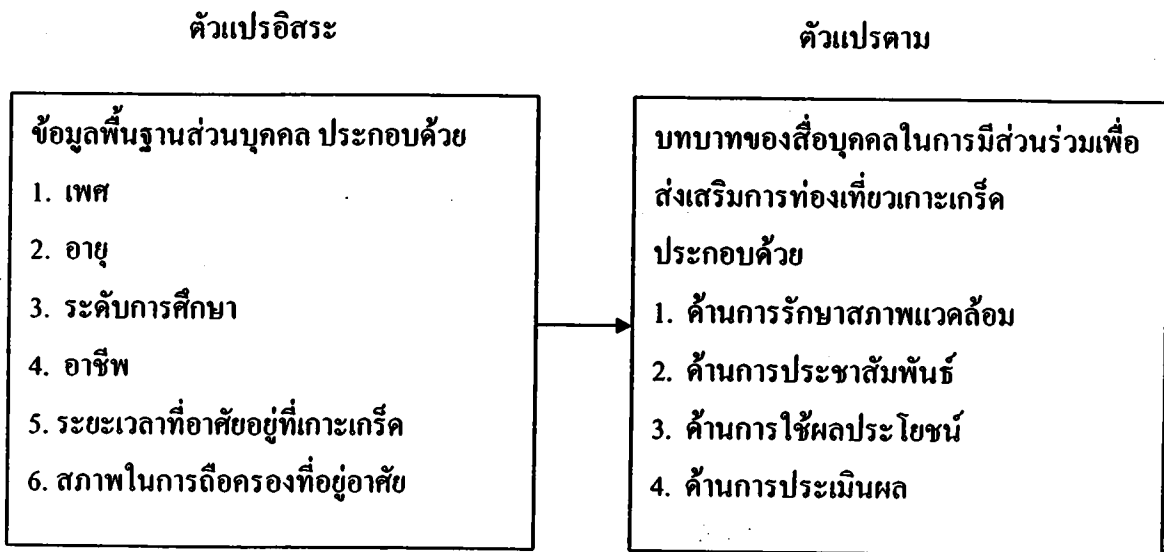 ตัวแปรอิสระ
ตัวแปรตาม
ข้อมูลพื้นฐานส่วนบุคคล ประกอบด้วย
1. เพศ
2. อายุ
3. ระดับการศึกษา
4. อาชีพ
5. ระยะเวลาที่อาศัยอยู่ที่เกาะเกร็ด
6. สภาพในการถือครองที่อยู่อาศัย
บทบาทของสื่อบุคคลในการมีส่วนร่วมเพื่อ
ส่งเสริมการท่องเที่ยวเกาะเกร็ด
ประกอบด้วย
1. ด้านการรักษาสภาพแวดล้อม
2. ด้านการประชาสัมพันธ์
3. ด้านการใช้ผลประโยชน์
4. ด้านการประเมินผล